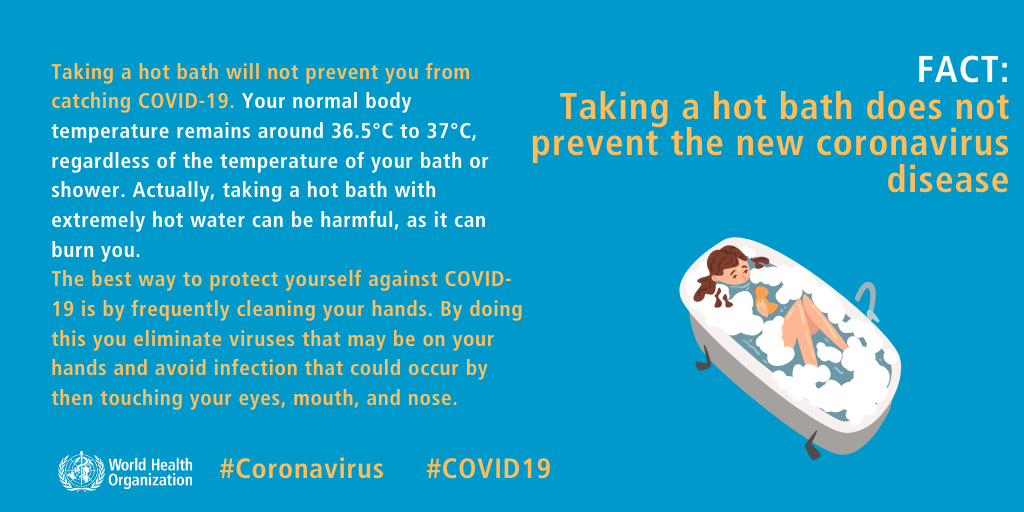 Taking a hot bath will not prevent you from
catching COVID-19. Your normal body
temperature remains around 36.5°C to 37°C,
regardless of the temperature of your bath or
shower. Actually, taking a hot bath with
extremely hot water can be harmful, as it can
burn you.
The best way to protect yourself against COVID-
19 is by frequently cleaning your hands. By doing
this you eliminate viruses that may be on your
hands and avoid infection that could occur by
then touching your eyes, mouth, and nose.
FACT:
Taking a hot bath does not
prevent the new coronavirus
disease
World Health
Organization
#Coronavirus #COVID19